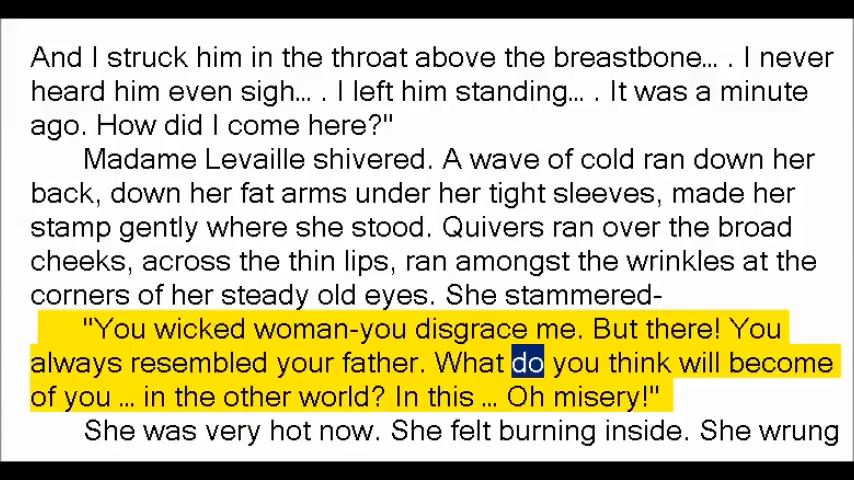 And I struck him in the throat above the breastbone... . I never
heard him even sigh... . I left him standing... . It was a minute
ago. How did I come here?"
Madame Levaille shivered. A wave of cold ran down her
back, down her fat arms under her tight sleeves, made her
stamp gently where she stood. Quivers ran over the broad
cheeks, across the thin lips, ran amongst the wrinkles at the
corners of her steady old eyes. She stammered-
"You wicked woman-you disgrace me. But there! You
always resembled your father. What do you think will become
of you ... in the other world? In this ... Oh misery!"
She was very hot now. She felt burning inside. She wrung